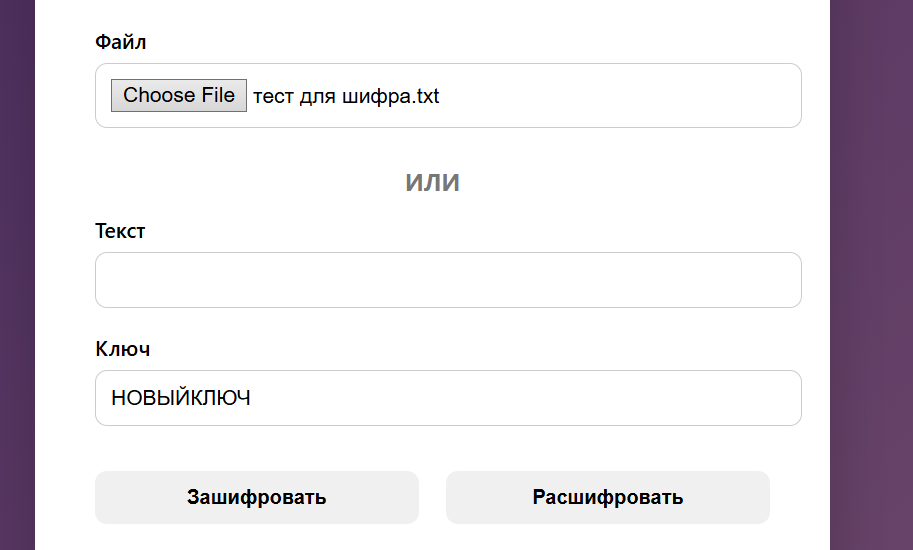 Файл
Choose File тест для шифра.txt
ИЛИ
Текст
Ключ
НОВЫЙКЛЮЧ
Зашифровать Расшифровать